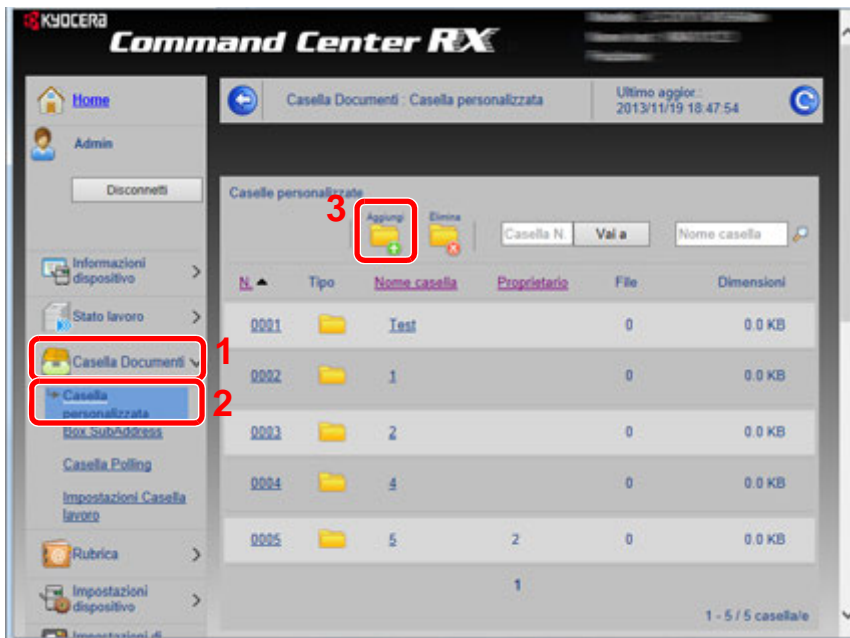 KYOCERA
Command Center RX
Home
Casella Documenti : Casella personalizzata
Ultimo aggior.:
2013/11/19 18:47:54
Admin
Disconnetti
Caselle personalizzate
3
Aggiungi
Elimina
Casella N.
Vai a
Nome casella
Informazioni
dispositivo
N.
Tipo
Nome casella
Proprietario
File
Dimensioni
Stato lavoro
0001
Test
0
0.0 KB
Casella Documenti
1
0002
1
0
0.0 KB
Casella
personalizzata
2
Box SubAddress
0003
2
0
0.0 KB
Casella Polling
0004
4
0
0.0 KB
Impostazioni Casella
lavoro
0005
5
2
0
0.0 KB
Rubrica
1
Impostazioni
dispositivo
1 - 5 / 5 casella/e
Impostazioni di